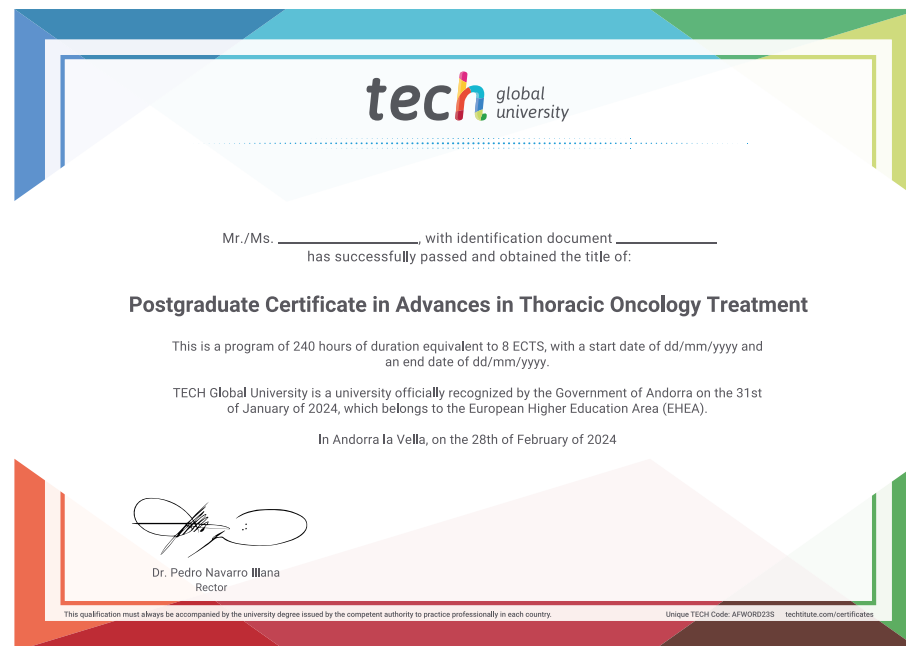 tech global
university
Mr./Ms. ____________, with identification document ____________
has successfully passed and obtained the title of:
Postgraduate Certificate in Advances in Thoracic Oncology Treatment
This is a program of 240 hours of duration equivalent to 8 ECTS, with a start date of dd/mm/yyyy and
an end date of dd/mm/yyyy.
TECH Global University is a university officially recognized by the Government of Andorra on the 31st
of January of 2024, which belongs to the European Higher Education Area (EHEA).
In Andorra la Vella, on the 28th of February of 2024
Dr. Pedro Navarro Illana
Rector
This qualification must always be accompanied by the university degree issued by the competent authority to practice professionally in each country.
Unique TECH Code: AFWORD23S techtitute.com/certificates